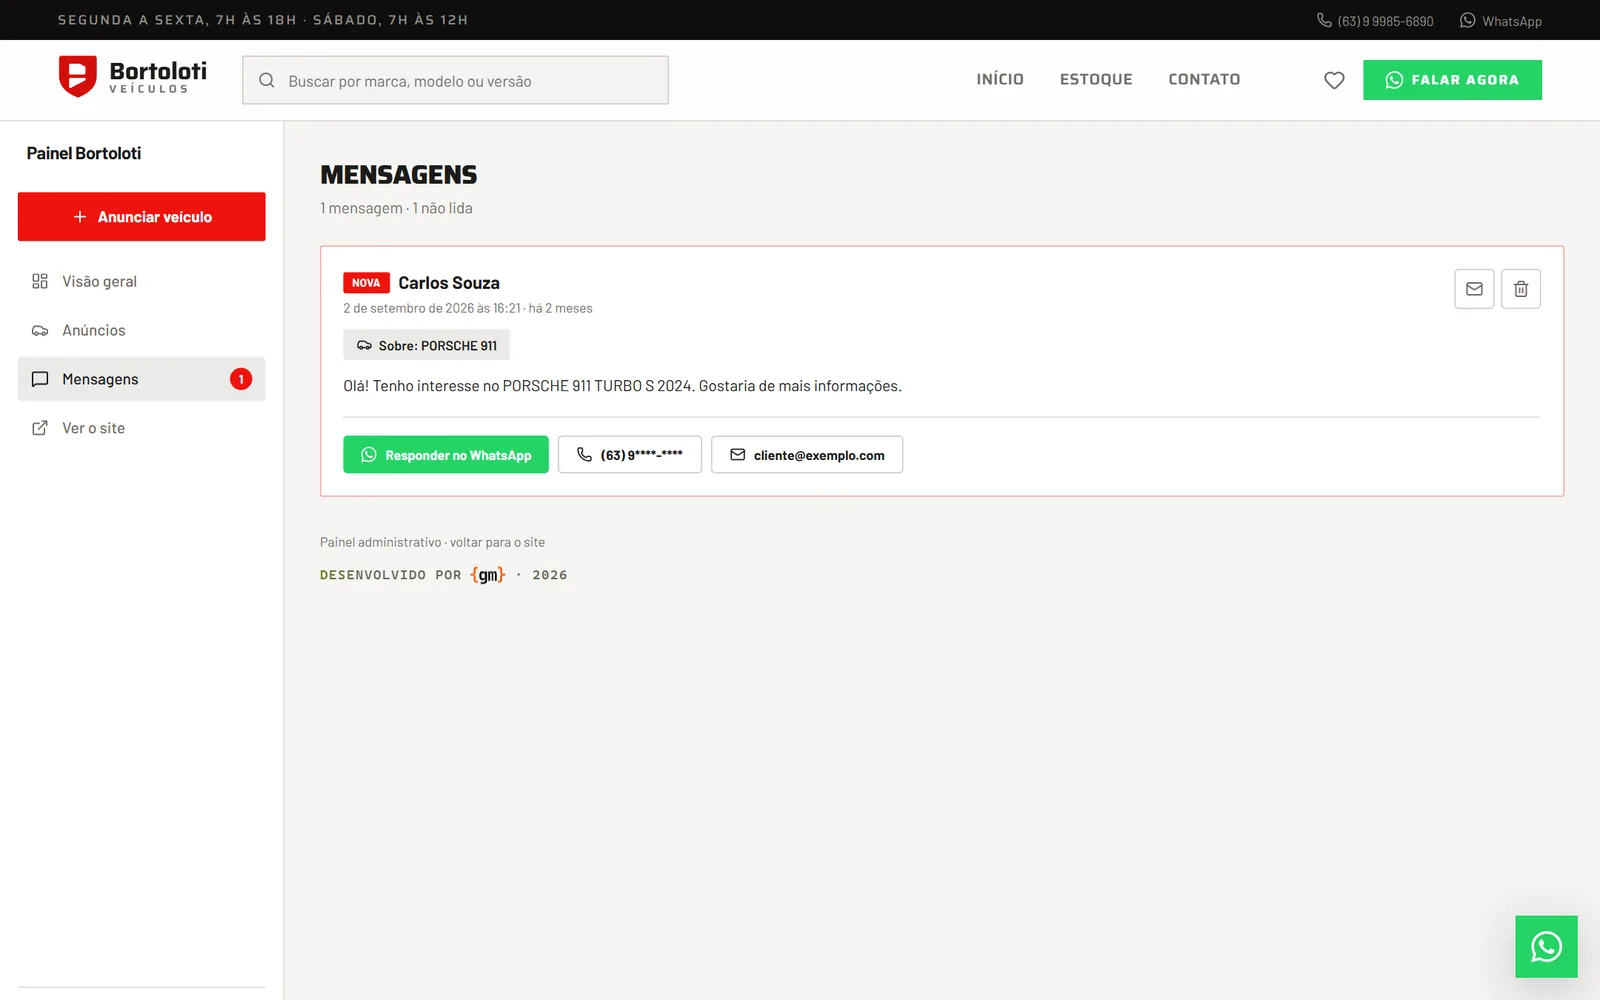 SEGUNDA A SEXTA, 7H ÀS 18H · SÁBADO, 7H ÀS 12H
(63) 9 9985-6890
WhatsApp
Bortoloti
VEÍCULOS
Buscar por marca, modelo ou versão
INÍCIO
ESTOQUE
CONTATO
FALAR AGORA
Painel Bortoloti
Anunciar veículo
Visão geral
Anúncios
Mensagens
1
Ver o site
MENSAGENS
1 mensagem · 1 não lida
NOVA Carlos Souza
2 de setembro de 2026 às 16:21 · há 2 meses
Sobre: PORSCHE 911
Olá! Tenho interesse no PORSCHE 911 TURBO S 2024. Gostaria de mais informações.
Responder no WhatsApp
(63) 9****-****
cliente@exemplo.com
Painel administrativo · voltar para o site
DESENVOLVIDO POR {gm} · 2026